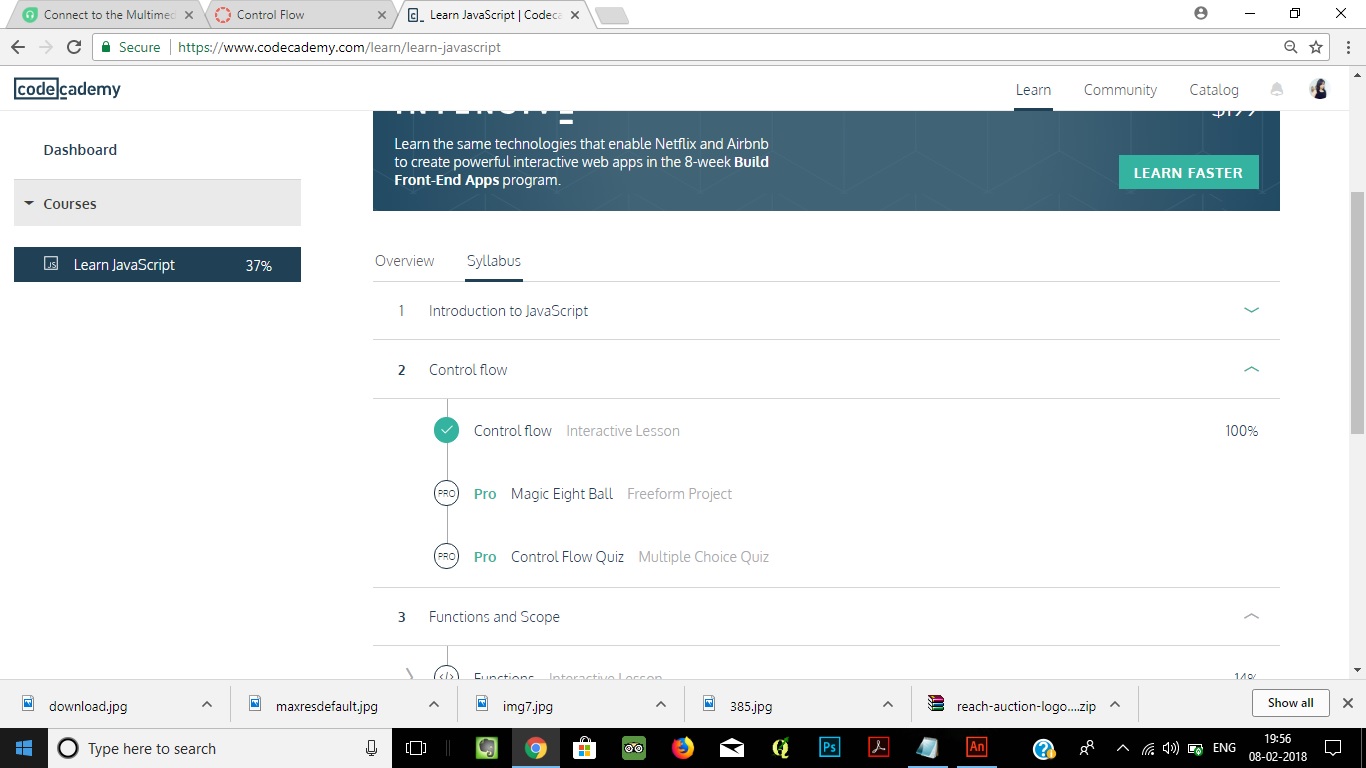 Connect to the Multimed
Control Flow
Learn JavaScript | Codeca
Secure
https://www.codecademy.com/learn/learn-javascript
codecademy
Learn
Community
Catalog
Dashboard
Courses
JS
Learn JavaScript
37%
INTENSIVE
$199
Learn the same technologies that enable Netflix and Airbnb
to create powerful interactive web apps in the 8-week Build
Front-End Apps program.
LEARN FASTER
Overview
Syllabus
1 Introduction to JavaScript
2 Control flow
Control flow Interactive Lesson 100%
PRO Pro Magic Eight Ball Freeform Project
PRO Pro Control Flow Quiz Multiple Choice Quiz
3 Functions and Scope
</> Functions Interactive Lesson 14%
download.jpg
maxresdefault.jpg
img7.jpg
385.jpg
reach-auction-logo....zip
Show all
Type here to search
Ps
An
ENG
19:56
08-02-2018